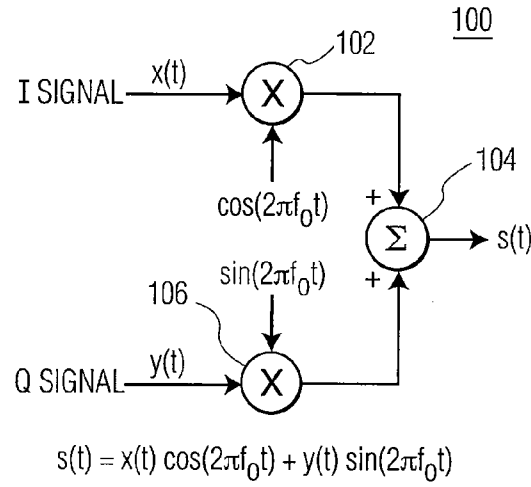 100
102
x(t)
I SIGNAL
X
104
cos(2πf₀t)
+
Σ
s(t)
+
sin(2πf₀t)
106
y(t)
Q SIGNAL
X
s(t) = x(t) cos(2πf₀t) + y(t) sin(2πf₀t)